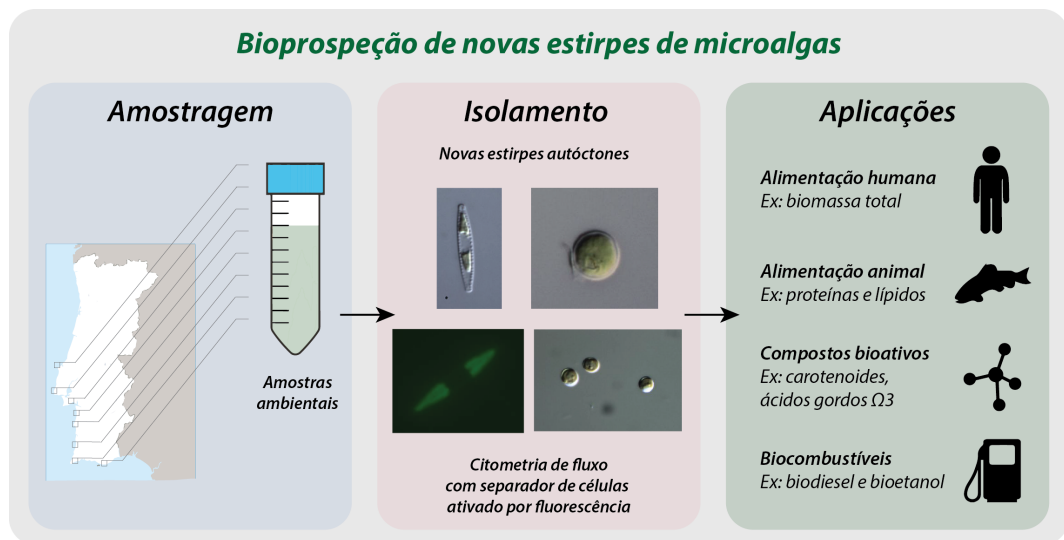 Bioprospeção de novas estirpes de microalgas
Amostragem
Amostras
ambientais
Isolamento
Novas estirpes autóctones
Citometria de fluxo
com separador de células
ativado por fluorescência
Aplicações
Alimentação humana
Ex: biomassa total
Alimentação animal
Ex: proteínas e lípidos
Compostos bioativos
Ex: carotenoides,
ácidos gordos Ω3
Biocombustíveis
Ex: biodiesel e bioetanol